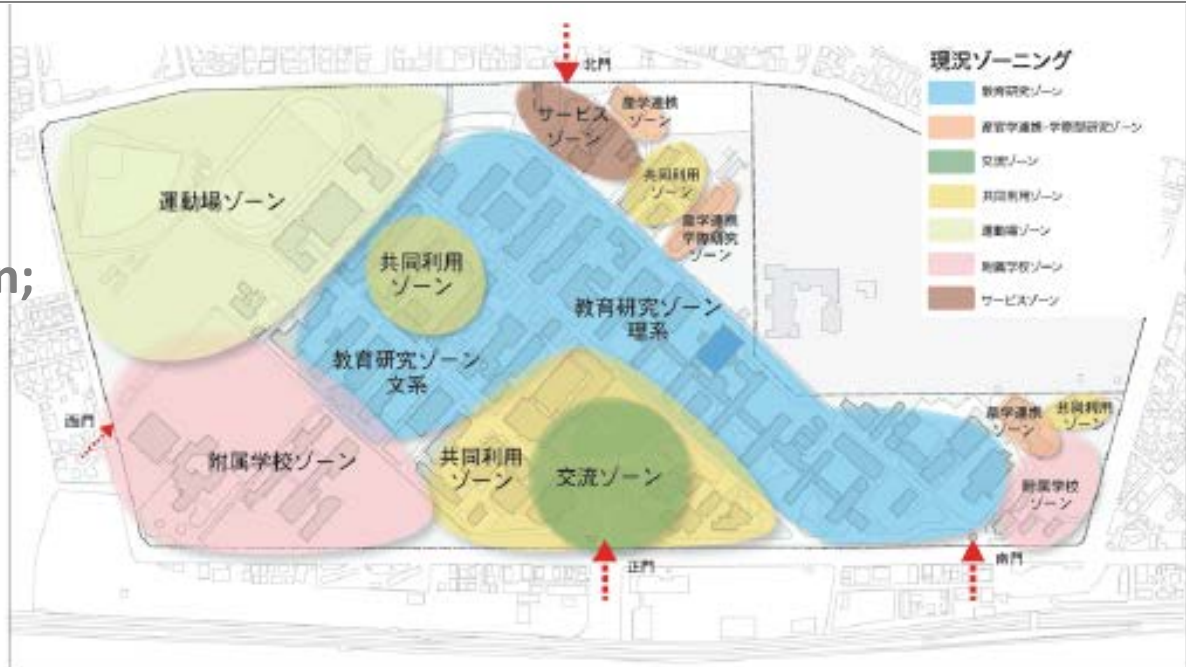 北門
現況ゾーニング
教育研究ゾーン
産官学連携・学際型研究ゾーン
交流ゾーン
共同利用ゾーン
運動場ゾーン
附属学校ゾーン
サービスゾーン
サービス
ゾーン
産学連携
ゾーン
共同利用
ゾーン
産学連携
学際研究
ゾーン
運動場ゾーン
共同利用
ゾーン
教育研究ゾーン
理系
教育研究ゾーン
文系
n;
西門
附属学校ゾーン
共同利用
ゾーン
交流ゾーン
産学連携
ゾーン
共同利用
ゾーン
附属学校
ゾーン
正門
南門